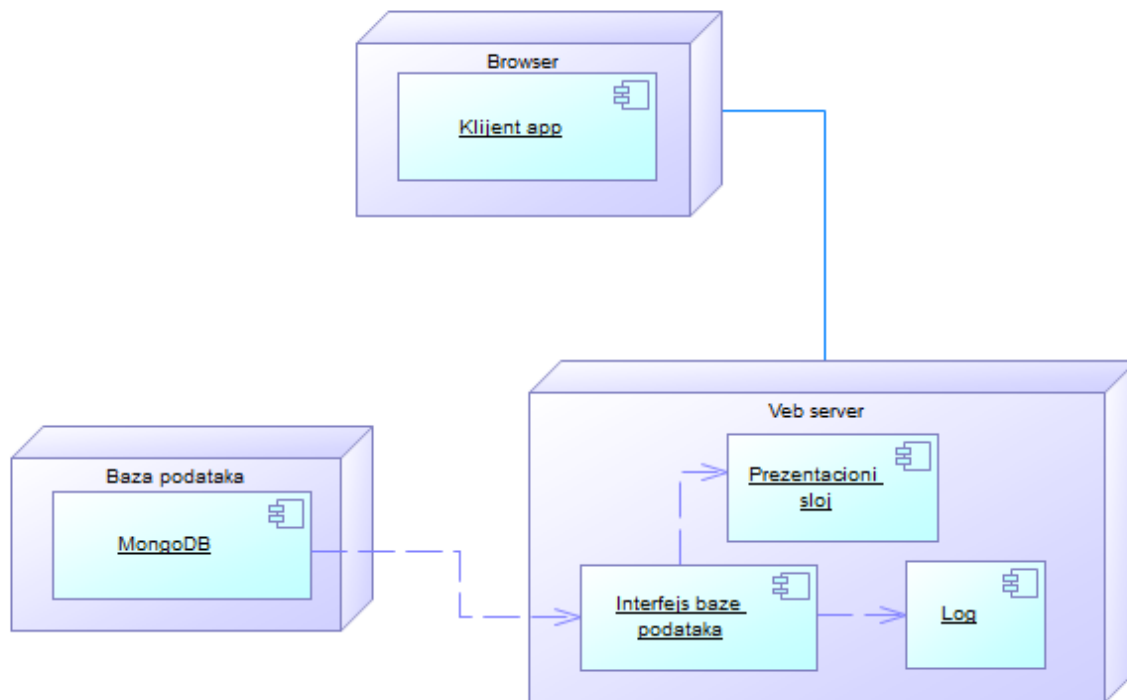 Browser
Klijent app
Veb server
Baza podataka
Prezentacioni
sloj
MongoDB
Interfejs baze
podataka
Log